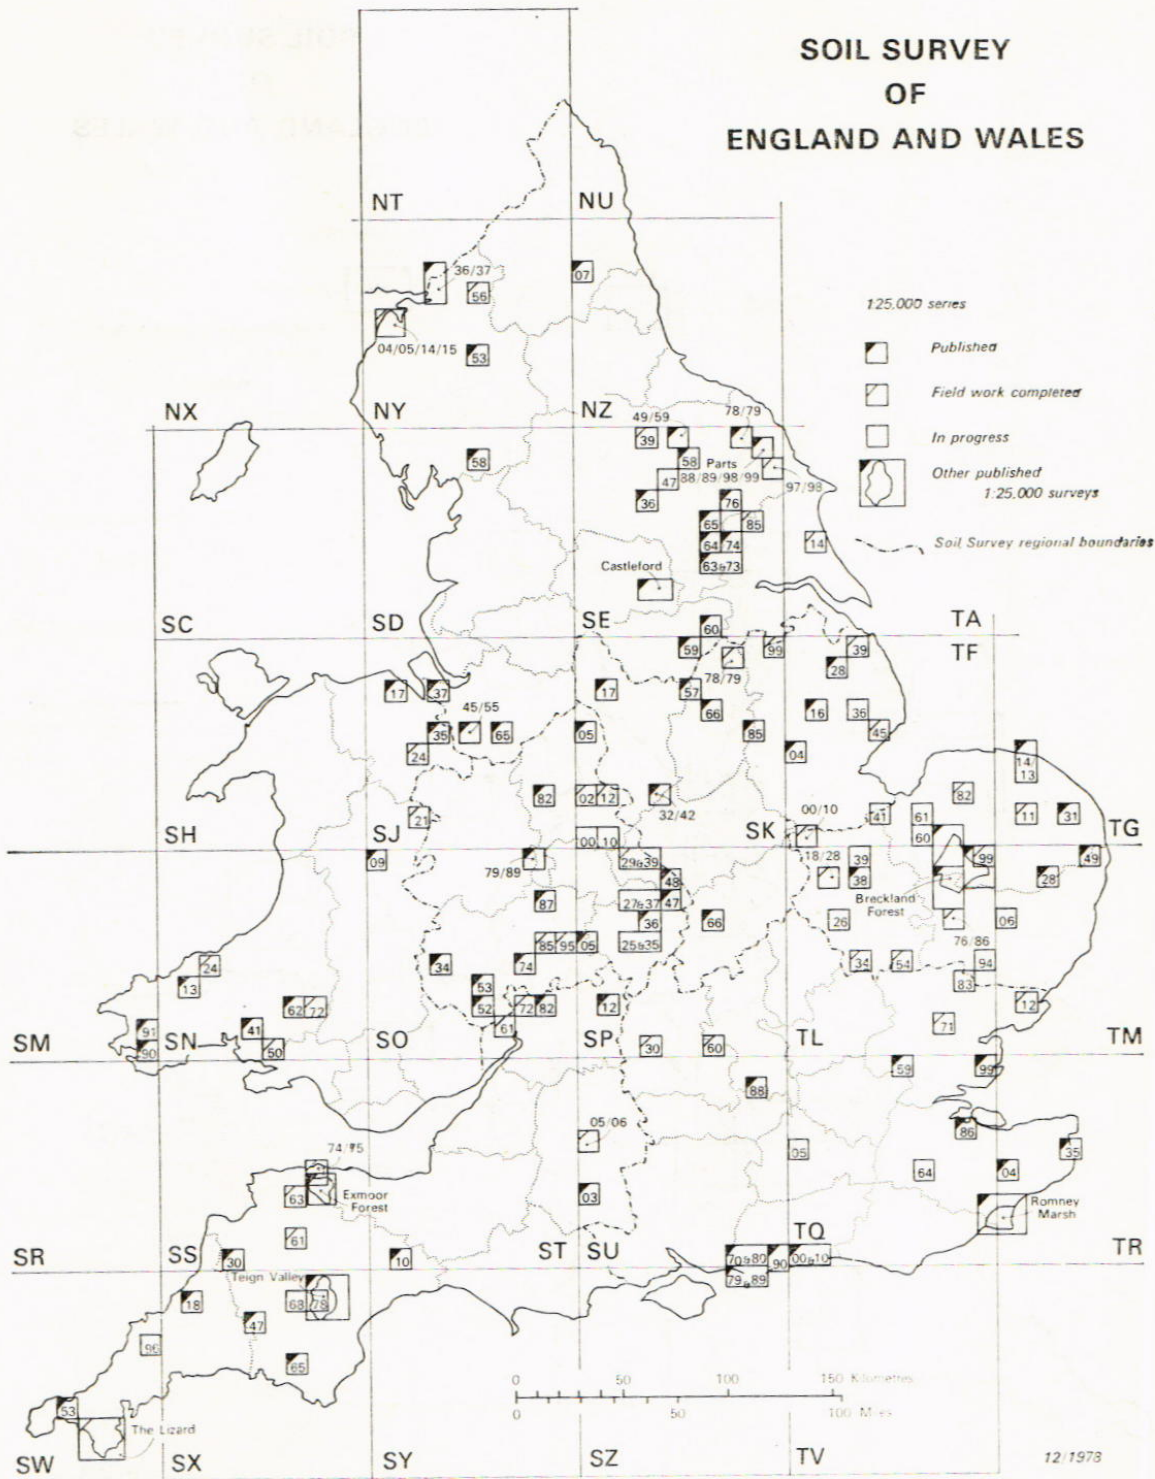 SOIL SURVEY
OF
ENGLAND AND WALES
NT
NU
36/37
07
56
04/05/14/15
53
1:25,000 series
Published
Field work completed
In progress
Other published
1:25,000 surveys
Soil Survey regional boundaries
NX
NY
NZ
49/59
78/79
39
58
58
Parts
88/89/98/99
47
97/98
36
76
65
85
64
74
14
63&73
Castleford
SC
SD
SE
TA
60
TF
59
99
39
78/79
28
17
37
17
57
45/55
66
16
36
35
65
05
85
45
24
04
14/
13
82
02
12
32/42
00/10
82
21
41
61
11
31
SH
SJ
00
10
SK
60
TG
09
79/89
29&39
18/28
39
99
49
48
38
28
Breckland
Forest
87
27&37
47
36
66
26
06
76/86
85
95
05
25&35
34
54
94
24
34
74
83
13
53
62
72
52
72
82
12
12
61
71
91
41
SM
90
SN
50
SO
SP
30
60
TL
TM
59
99
88
05/06
86
74/75
05
35
64
04
63
Exmoor
Forest
03
Romney
Marsh
61
SR
SS
30
10
ST
SU
70&80
90
TQ
00&10
TR
Teign Valley
79&89
18
68
78
47
96
65
0
50
100
150 Kilometres
53
The Lizard
0
50
100 Miles
SW
SX
SY
SZ
TV
12/1978